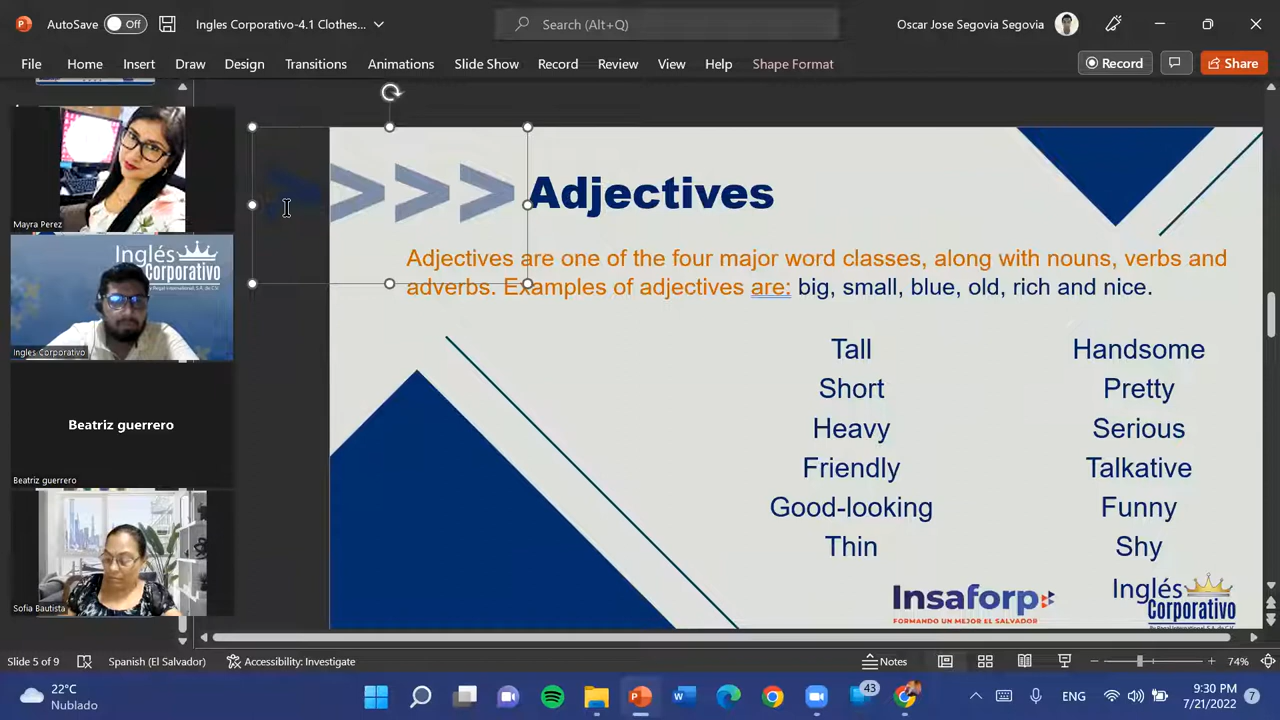 AutoSave Off Ingles Corporativo-4.1 Clothes... Search (Alt+Q) Oscar Jose Segovia Segovia
File Home Insert Draw Design Transitions Animations Slide Show Record Review View Help Shape Format Record Share
Mayra Perez
Inglés
Corporativo
Ingles Corporativo
Beatriz guerrero
Beatriz guerrero
Sofia Bautista
>>>> Adjectives
Adjectives are one of the four major word classes, along with nouns, verbs and
adverbs. Examples of adjectives are: big, small, blue, old, rich and nice.
Tall
Short
Heavy
Friendly
Good-looking
Thin
Handsome
Pretty
Serious
Talkative
Funny
Shy
Insaforp
FORMANDO UN MEJOR EL SALVADOR
Inglés
Corporativo
Slide 5 of 9 Spanish (El Salvador) Accessibility: Investigate Notes 74%
22°C
Nublado
43
ENG
9:30 PM
7/21/2022
7